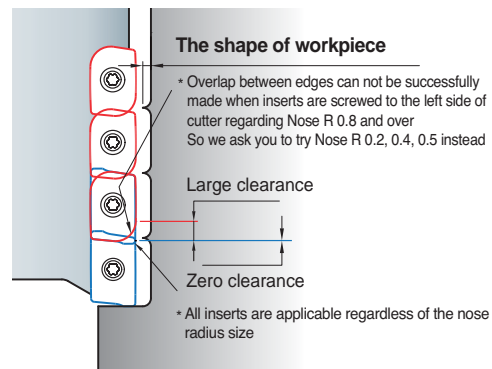 The shape of workpiece
* Overlap between edges can not be successfully
made when inserts are screwed to the left side of
cutter regarding Nose R 0.8 and over
So we ask you to try Nose R 0.2, 0.4, 0.5 instead
Large clearance
Zero clearance
* All inserts are applicable regardless of the nose
radius size